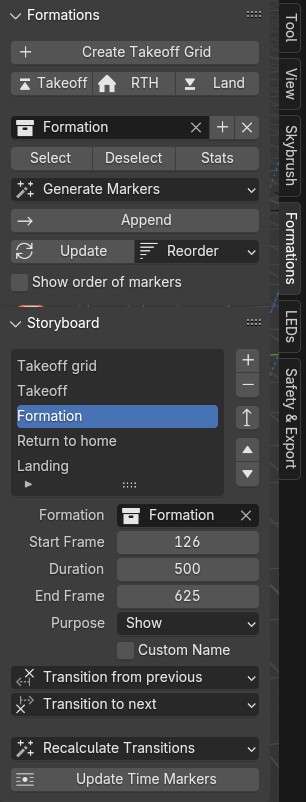 Formations
Create Takeoff Grid
Takeoff RTH Land
Formation
Select Deselect Stats
Generate Markers
Append
Update Reorder
Show order of markers
Storyboard
Takeoff grid
Takeoff
Formation
Return to home
Landing
Formation Formation
Start Frame 126
Duration 500
End Frame 625
Purpose Show
Custom Name
Transition from previous
Transition to next
Recalculate Transitions
Update Time Markers
Tool
View
Skybrush
Formations
LEDs
Safety & Export